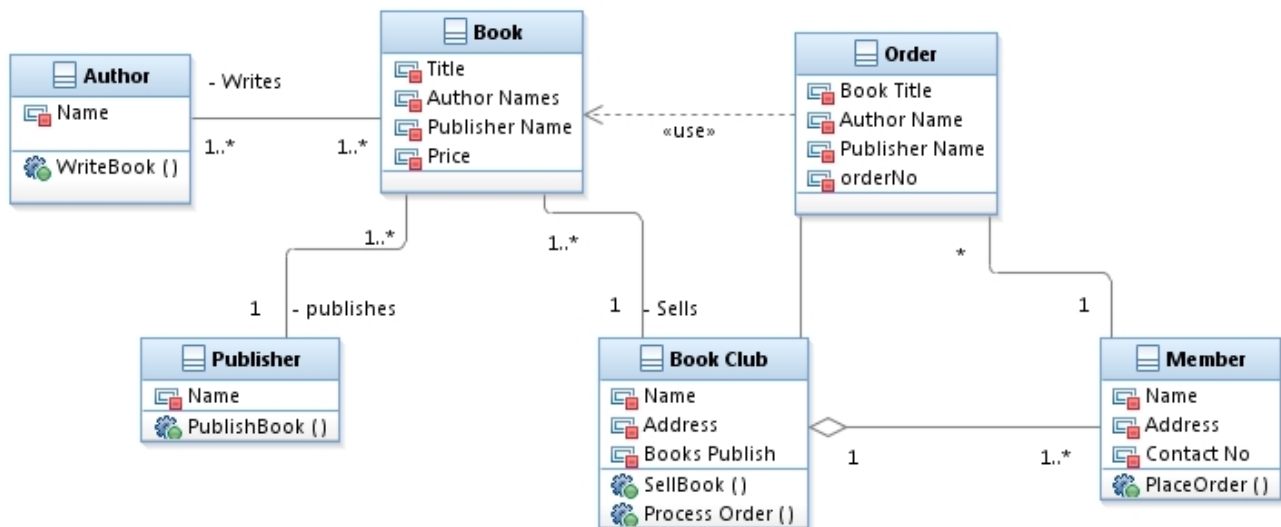 Author
Name
WriteBook ()
- Writes
1..*
1..*
Book
Title
Author Names
Publisher Name
Price
«use»
Order
Book Title
Author Name
Publisher Name
orderNo
1..*
1
- publishes
1..*
1
- Sells
*
1
Publisher
Name
PublishBook ()
Book Club
Name
Address
Books Publish
SellBook ()
Process Order ()
1
1..*
Member
Name
Address
Contact No
PlaceOrder ()